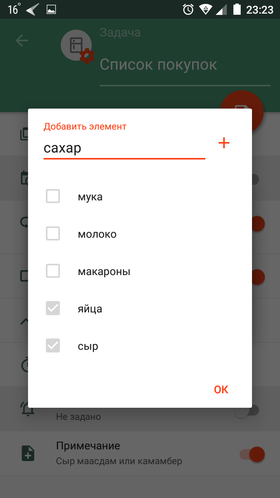 16° 23:23
Задача
Список покупок
Добавить элемент
сахар
мука
молоко
макароны
яйца
сыр
ОК
Не задано
Примечание
Сыр маасдам или камамбер